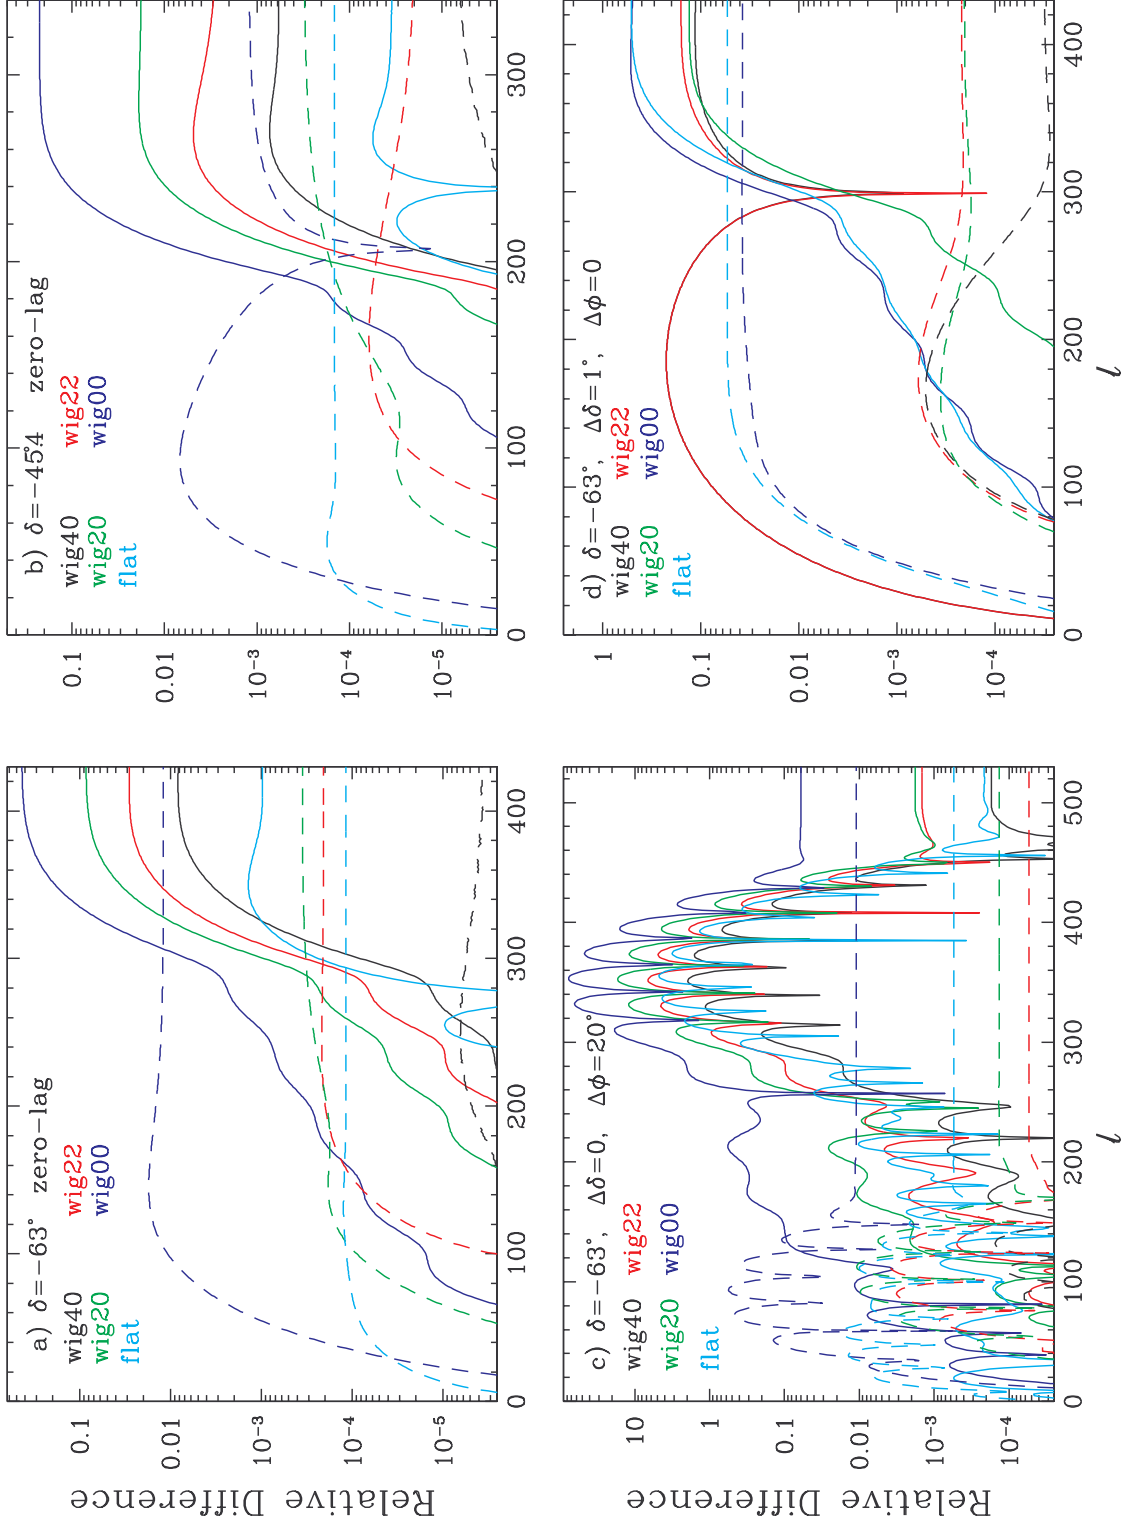 a) δ=−63° zero−lag
wig40 wig22
wig20 wig00
flat
0.1
0.01
10⁻³
10⁻⁴
10⁻⁵
0 100 200 300 400
Relative Difference
b) δ=−45°.4 zero−lag
wig40 wig22
wig20 wig00
flat
0.1
0.01
10⁻³
10⁻⁴
10⁻⁵
0 100 200 300
c) δ=−63°, Δδ=0, Δϕ=20°
wig40 wig22
wig20 wig00
flat
10
1
0.1
0.01
10⁻³
10⁻⁴
0 100 200 300 400 500
Relative Difference
l
d) δ=−63°, Δδ=1°, Δϕ=0
wig40 wig22
wig20 wig00
flat
1
0.1
0.01
10⁻³
10⁻⁴
0 100 200 300 400
l